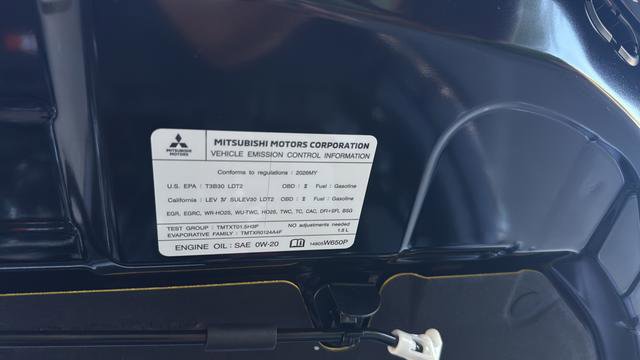 MITSUBISHI MOTORS
MITSUBISHI MOTORS CORPORATION
VEHICLE EMISSION CONTROL INFORMATION
Conforms to regulations : 2026MY
U.S. EPA : T3B30 LDT2 OBD : Ⅱ Fuel : Gasoline
California : LEV Ⅳ SULEV30 LDT2 OBD : Ⅱ Fuel : Gasoline
EGR, EGRC, WR-HO2S, WU-TWC, HO2S, TWC, TC, CAC, DFI+SFI, BSG
TEST GROUP : TMTXT01.5H3P No adjustments needed
EVAPORATIVE FAMILY : TMTXR0124A4F 1.5 L
ENGINE OIL : SAE 0W-20 14805W650P